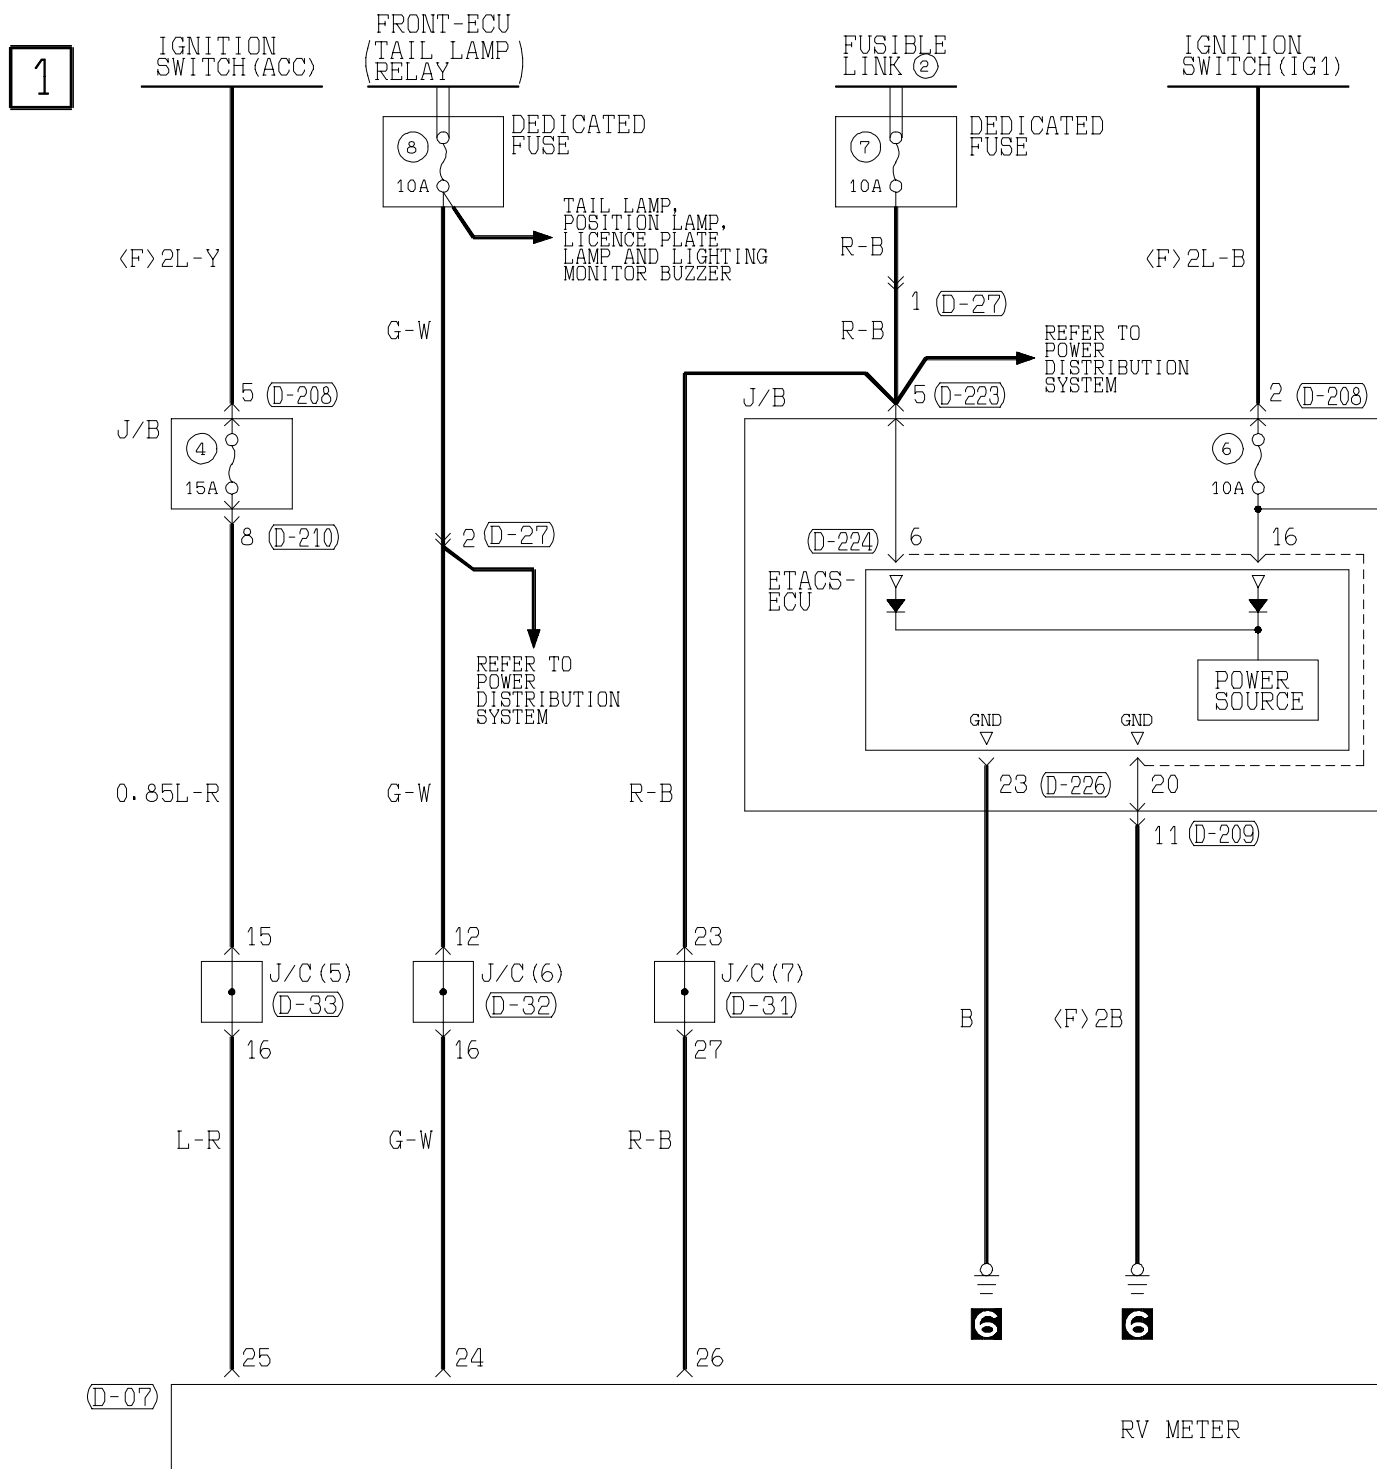 1
IGNITION
SWITCH(ACC)
FRONT-ECU
(TAIL LAMP
RELAY)
FUSIBLE
LINK ②
IGNITION
SWITCH(IG1)
DEDICATED
FUSE
8
10A
DEDICATED
FUSE
7
10A
TAIL LAMP,
POSITION LAMP,
LICENCE PLATE
LAMP AND LIGHTING
MONITOR BUZZER
<F>2L-Y
R-B
<F>2L-B
1 (D-27)
G-W
R-B
REFER TO
POWER
DISTRIBUTION
SYSTEM
5 (D-208)
J/B
5 (D-223)
2 (D-208)
J/B
4
15A
6
10A
8 (D-210)
2 (D-27)
(D-224) 6
16
ETACS-
ECU
REFER TO
POWER
DISTRIBUTION
SYSTEM
POWER
SOURCE
GND
GND
0.85L-R
G-W
R-B
23 (D-226) 20
11 (D-209)
15
12
23
J/C(5)
(D-33)
J/C(6)
(D-32)
J/C(7)
(D-31)
B
<F>2B
16
16
27
L-R
G-W
R-B
6
6
25
24
26
(D-07)
RV METER